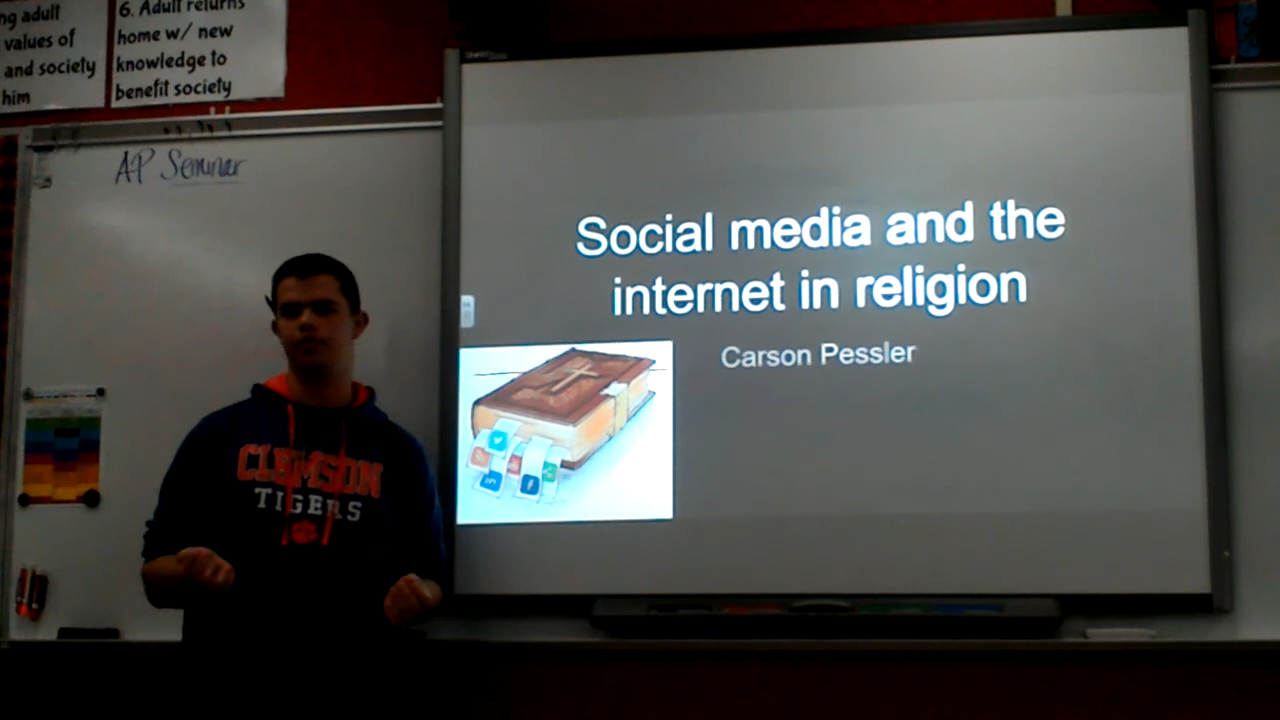 ng adult
values of
and society
him
6. Adult returns
home w/ new
knowledge to
benefit society
AP Seminar
CLEMSON
TIGERS
Social media and the
internet in religion
Carson Pessler
in
f